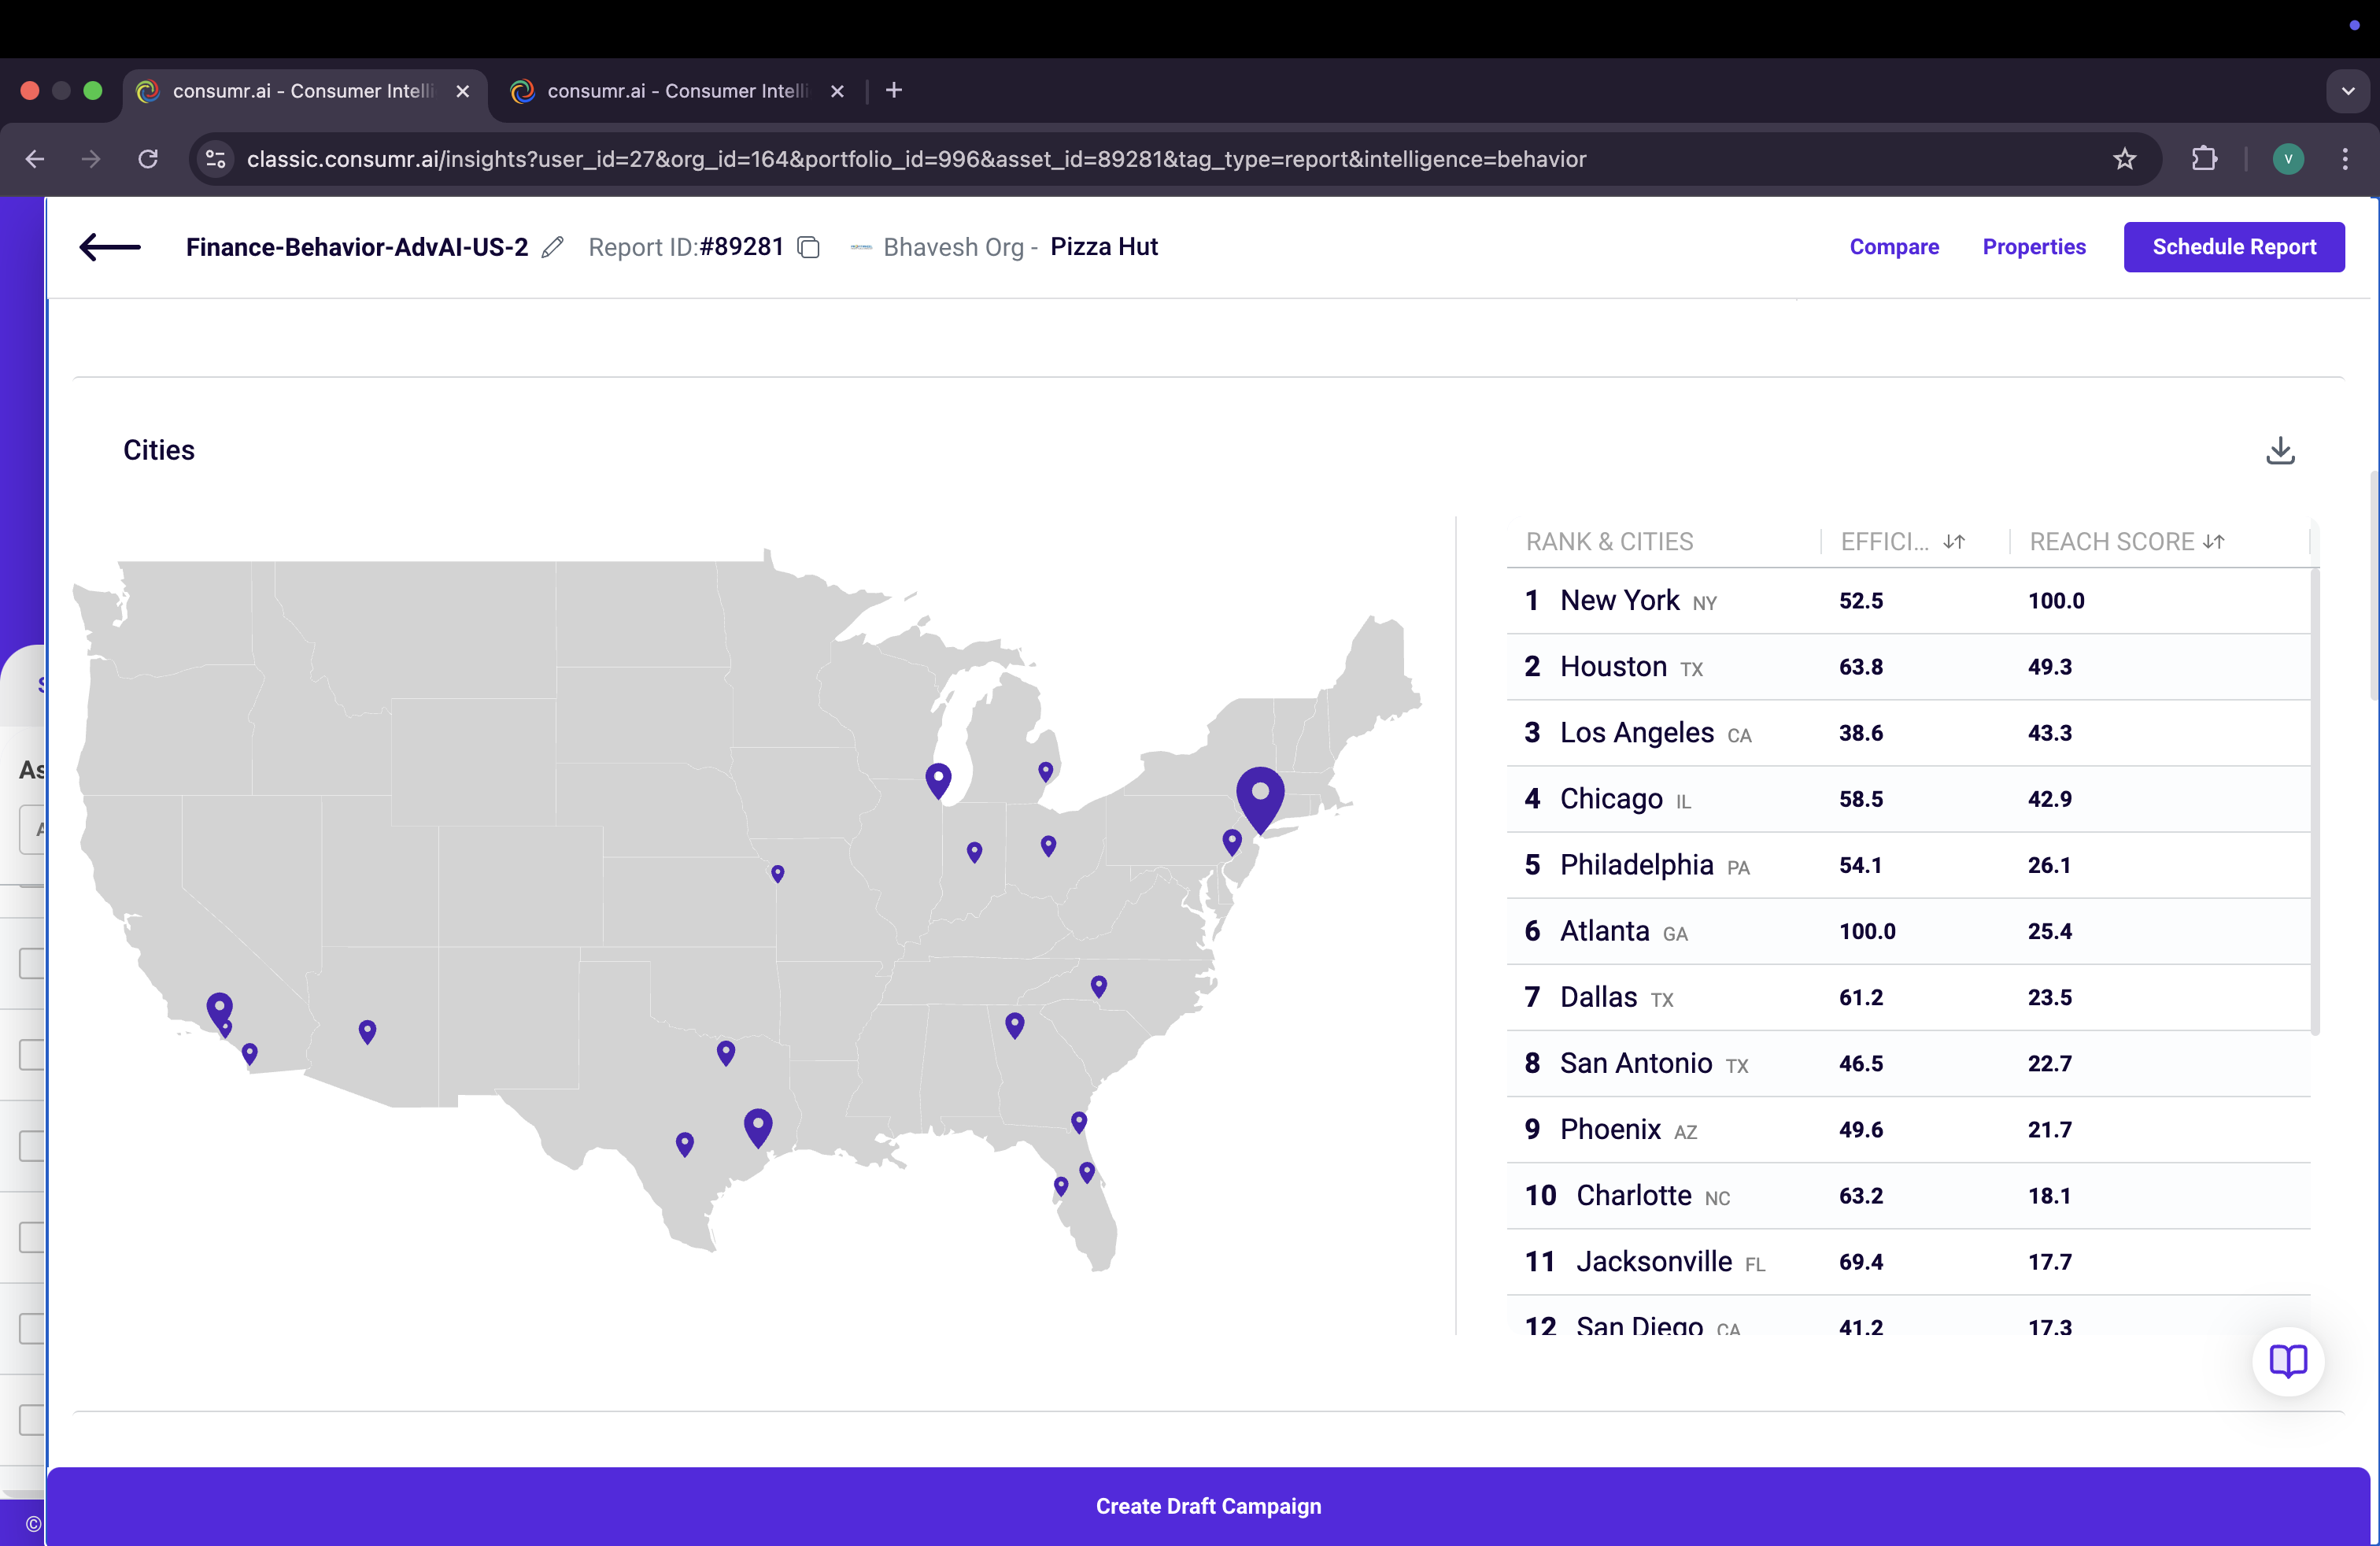 consumr.ai - Consumer Intelli
consumr.ai - Consumer Intelli
classic.consumr.ai/insights?user_id=27&org_id=164&portfolio_id=996&asset_id=89281&tag_type=report&intelligence=behavior
V
Finance-Behavior-AdvAI-US-2 Report ID:#89281 Bhavesh Org - Pizza Hut
Compare Properties Schedule Report
Cities
RANK & CITIES EFFICI... REACH SCORE
1 New York NY 52.5 100.0
2 Houston TX 63.8 49.3
3 Los Angeles CA 38.6 43.3
4 Chicago IL 58.5 42.9
5 Philadelphia PA 54.1 26.1
6 Atlanta GA 100.0 25.4
7 Dallas TX 61.2 23.5
8 San Antonio TX 46.5 22.7
9 Phoenix AZ 49.6 21.7
10 Charlotte NC 63.2 18.1
11 Jacksonville FL 69.4 17.7
12 San Diego CA 41.2 17.3
As
Create Draft Campaign
©